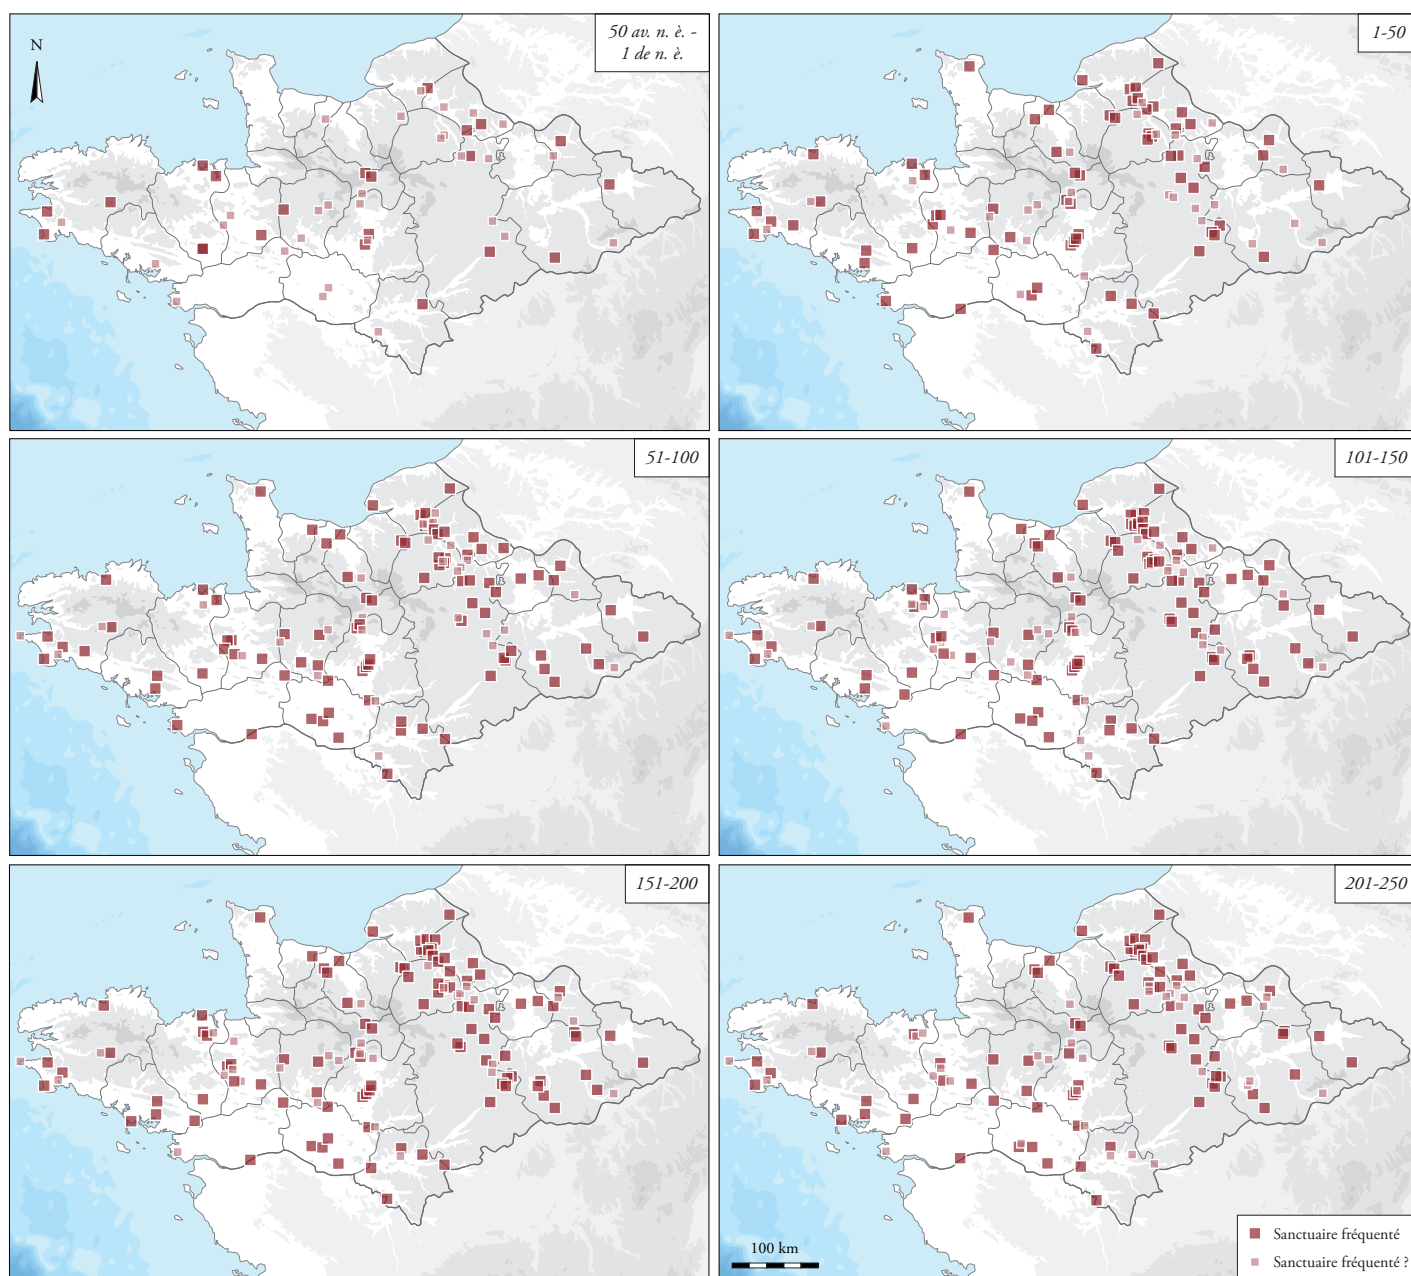 N
50 av. n. è. -
1 de n. è.
1-50
51-100
101-150
151-200
201-250
100 km
Sanctuaire fréquenté
Sanctuaire fréquenté ?